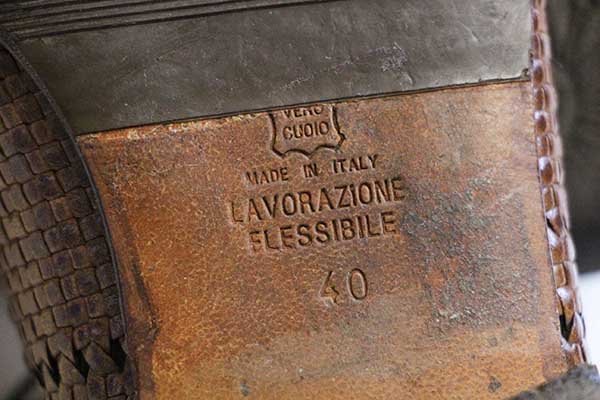 VERO
CUOIO
MADE IN ITALY
LAVORAZIONE
FLESSIBILE
40